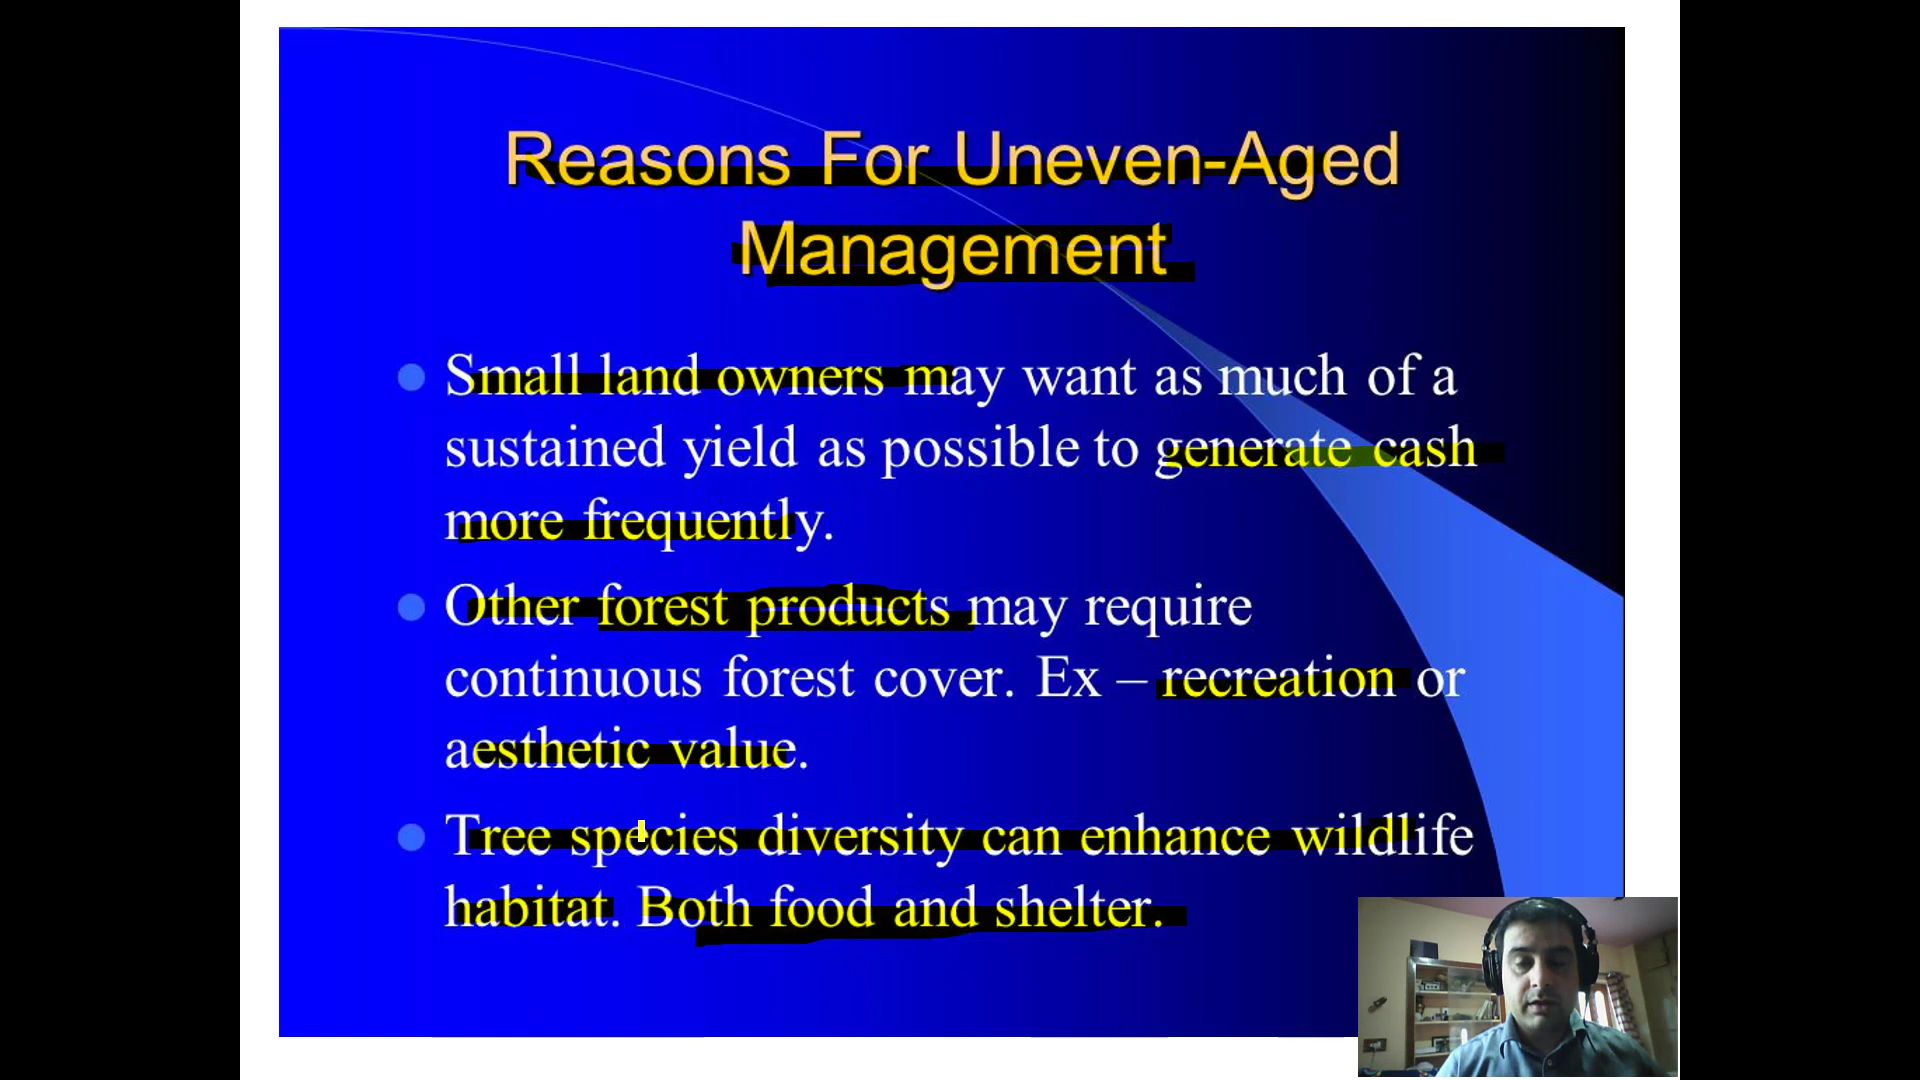 Reasons For Uneven-Aged
Management
Small land owners may want as much of a
sustained yield as possible to generate cash
more frequently.
Other forest products may require
continuous forest cover. Ex – recreation or
aesthetic value.
Tree species diversity can enhance wildlife
habitat. Both food and shelter.